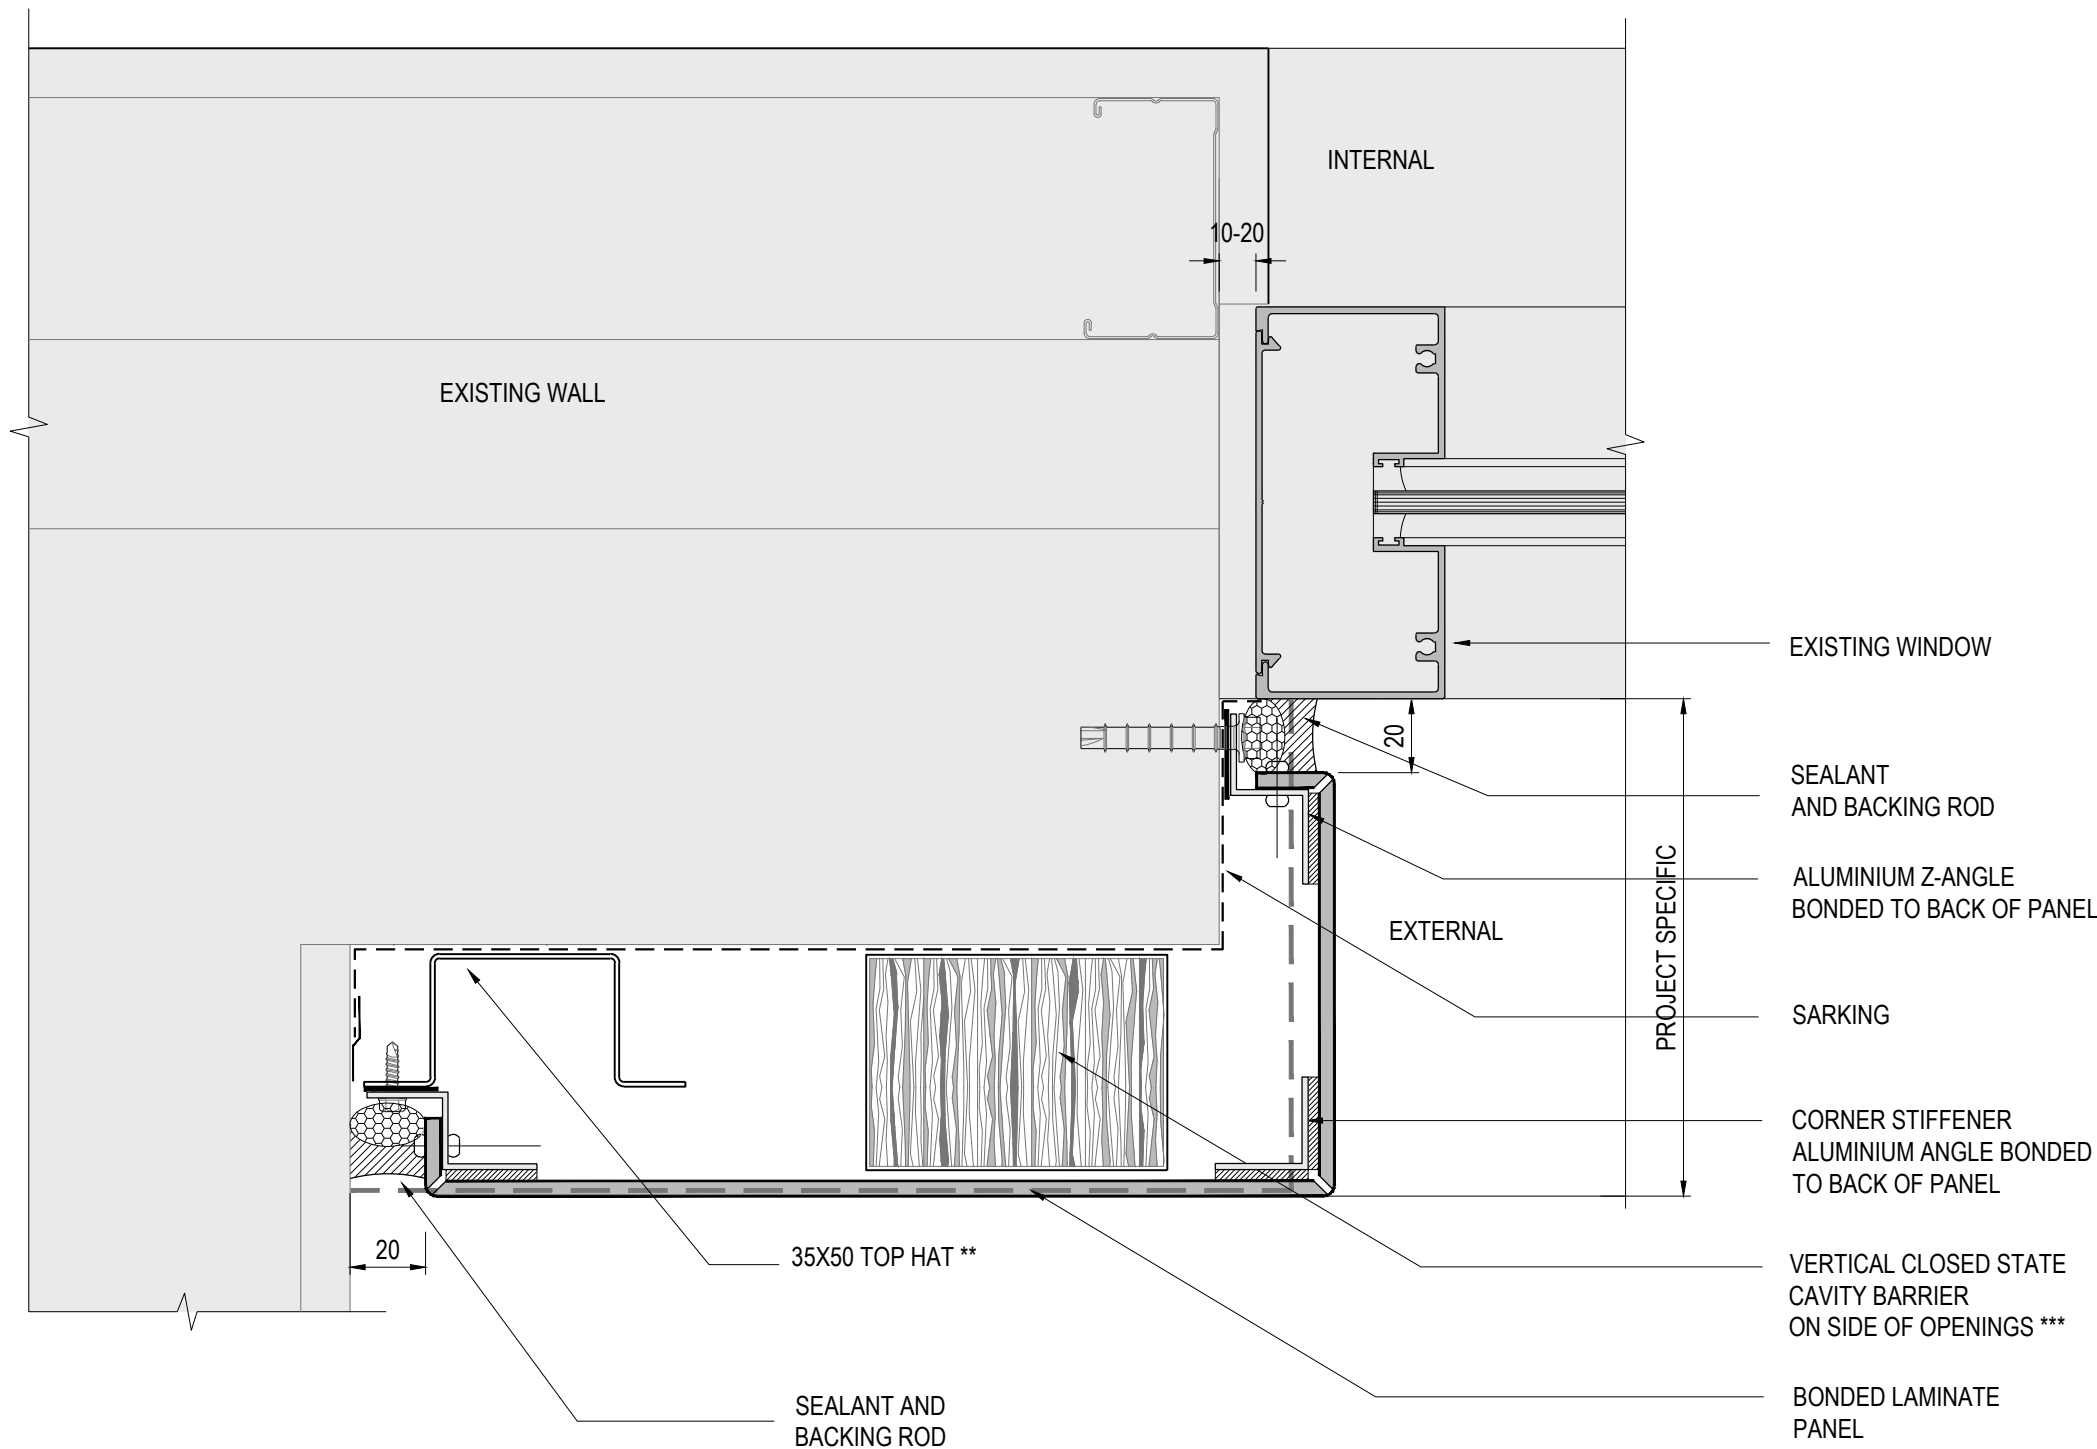 INTERNAL
10-20
EXISTING WALL
EXISTING WINDOW
20
SEALANT
AND BACKING ROD
PROJECT SPECIFIC
ALUMINIUM Z-ANGLE
BONDED TO BACK OF PANEL
EXTERNAL
SARKING
CORNER STIFFENER
ALUMINIUM ANGLE BONDED
TO BACK OF PANEL
20
35X50 TOP HAT **
VERTICAL CLOSED STATE
CAVITY BARRIER
ON SIDE OF OPENINGS ***
SEALANT AND
BACKING ROD
BONDED LAMINATE
PANEL